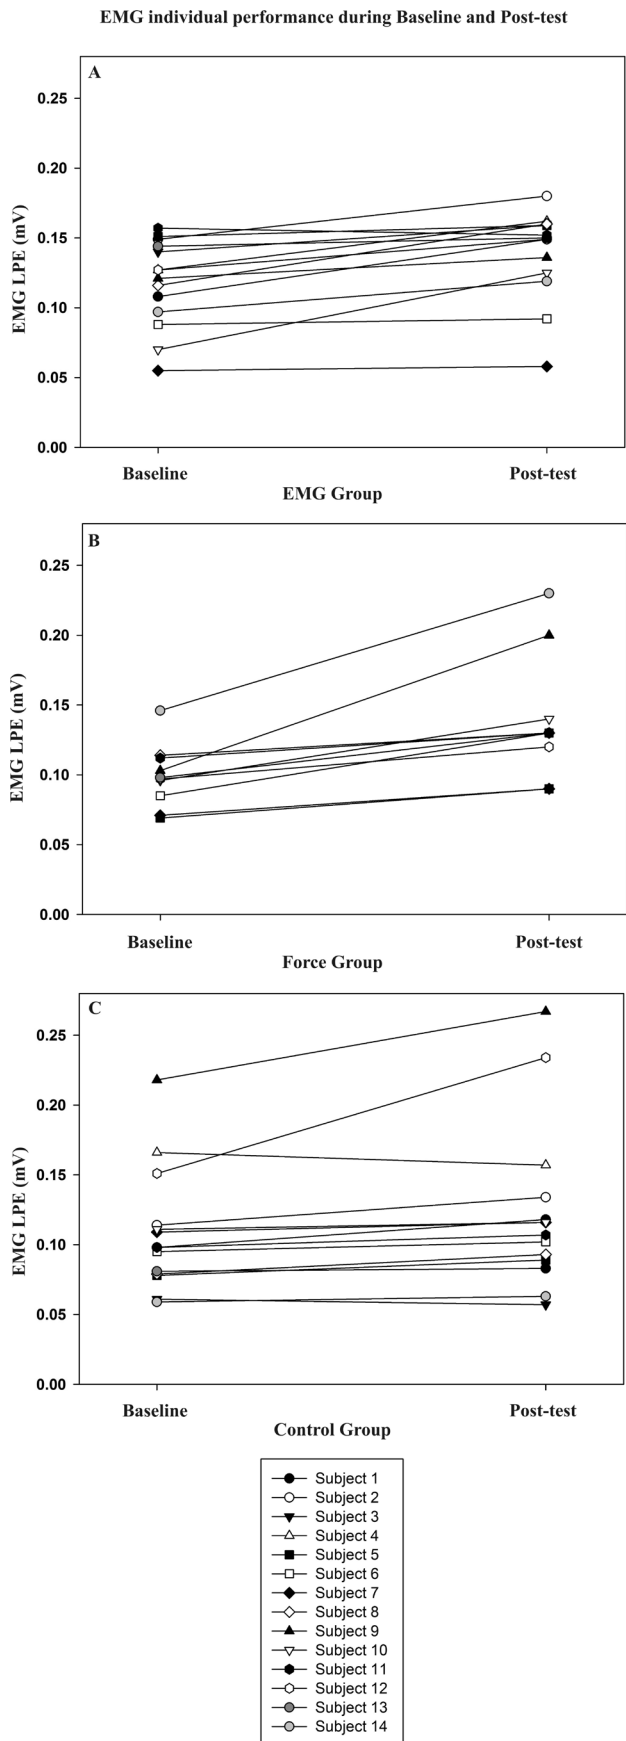 EMG individual performance during Baseline and Post-test
A
0.25
0.20
0.15
0.10
0.05
0.00
EMG LPE (mV)
Baseline Post-test
EMG Group
B
0.25
0.20
0.15
0.10
0.05
0.00
EMG LPE (mV)
Baseline Post-test
Force Group
C
0.25
0.20
0.15
0.10
0.05
0.00
EMG LPE (mV)
Baseline Post-test
Control Group
Subject 1
Subject 2
Subject 3
Subject 4
Subject 5
Subject 6
Subject 7
Subject 8
Subject 9
Subject 10
Subject 11
Subject 12
Subject 13
Subject 14